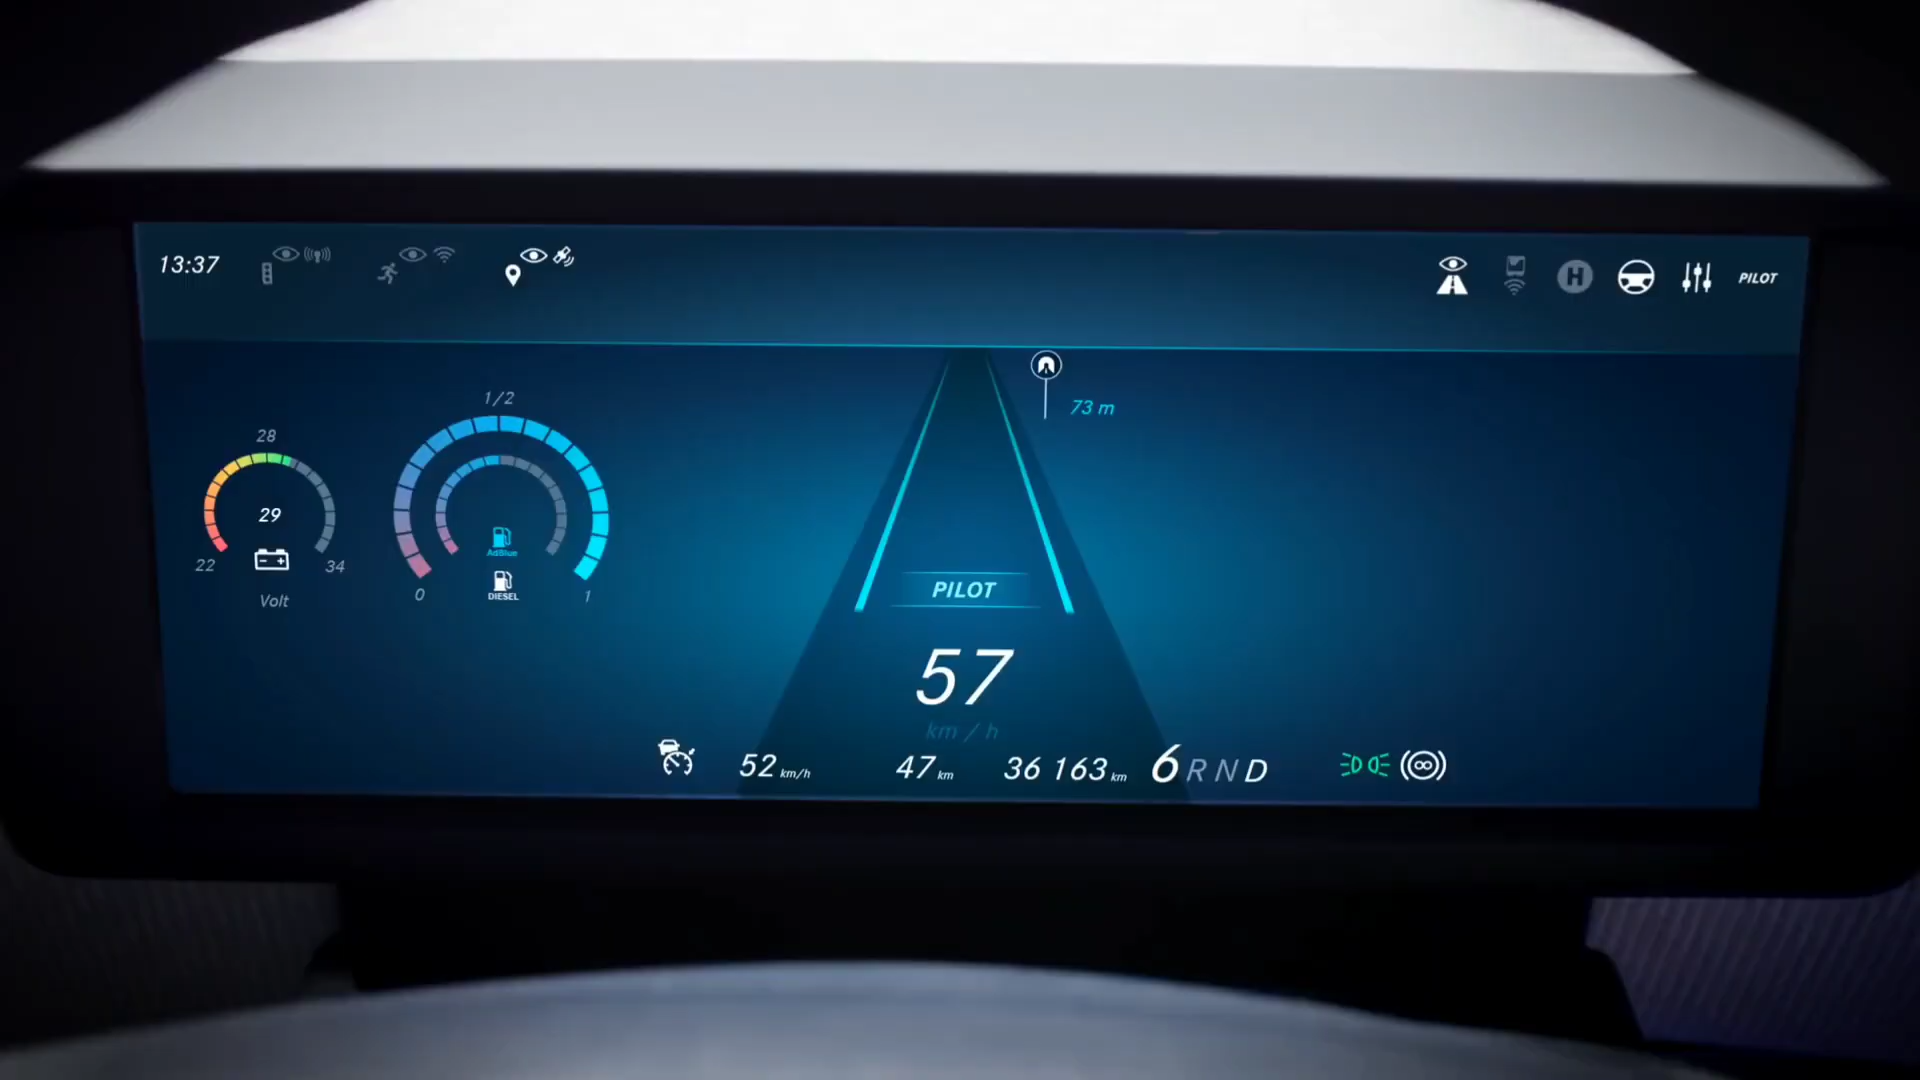 13:37
H
PILOT
73 m
1/2
28
29
22
34
Volt
AdBlue
DIESEL
0
1
PILOT
57
km / h
52 km/h
47 km
36 163 km
6 R N D